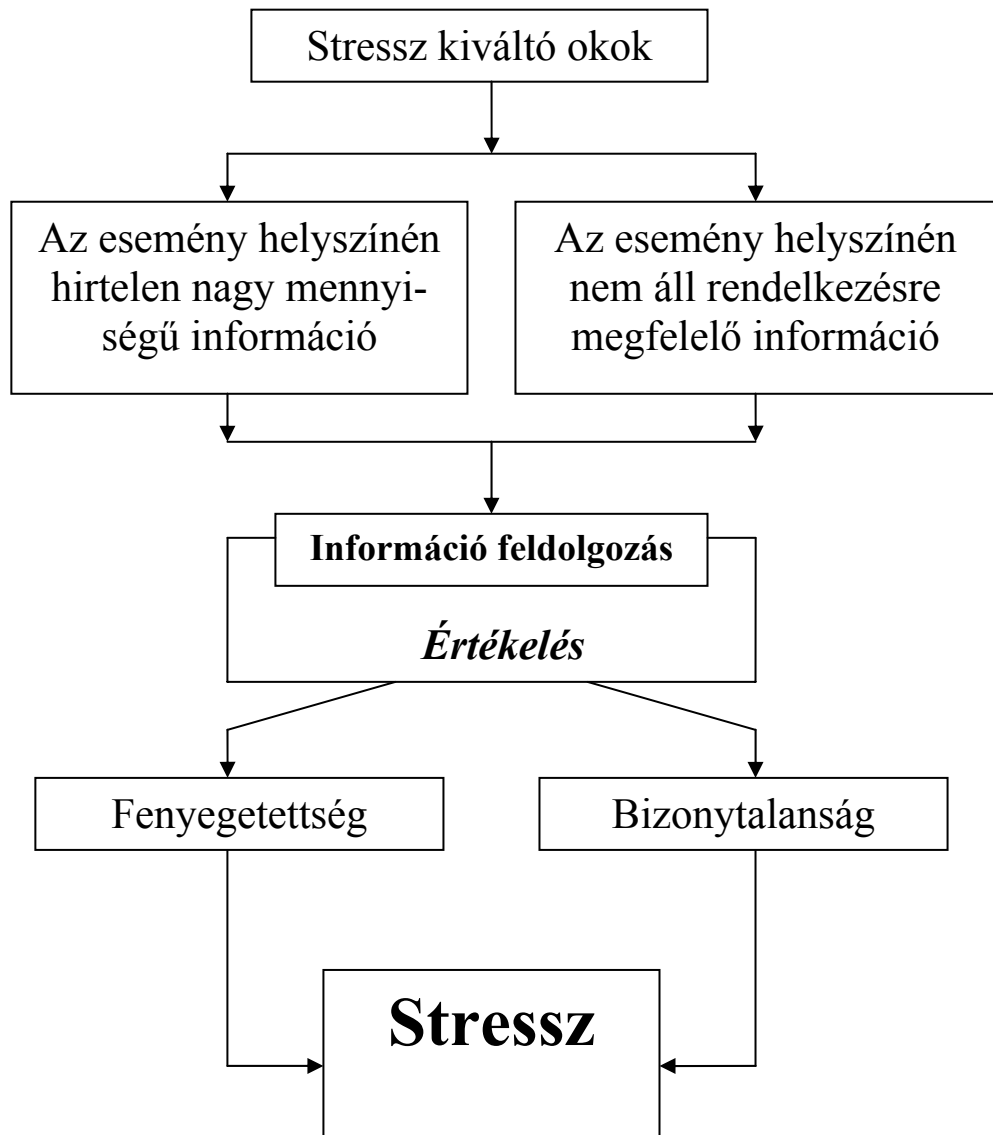 Stressz kiváltó okok
Az esemény helyszínén
hirtelen nagy mennyi-
ségű információ
Az esemény helyszínén
nem áll rendelkezésre
megfelelő információ
Információ feldolgozás
Értékelés
Fenyegetettség
Bizonytalanság
Stressz